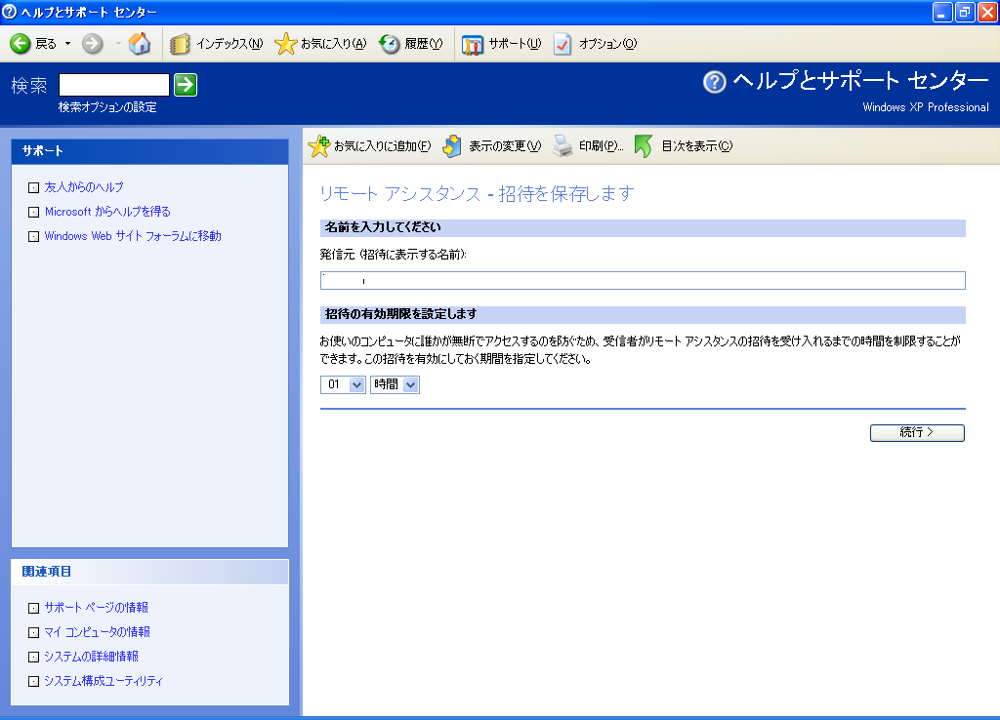 ヘルプとサポート センター
戻る
インデックス(N)
お気に入り(A)
履歴(Y)
サポート(U)
オプション(O)
検索
検索オプションの設定
ヘルプとサポート センター
Windows XP Professional
サポート
友人からのヘルプ
Microsoft からヘルプを得る
Windows Web サイト フォーラムに移動
関連項目
サポート ページの情報
マイ コンピュータの情報
システムの詳細情報
システム構成ユーティリティ
お気に入りに追加(F)
表示の変更(V)
印刷(P)...
目次を表示(C)
リモート アシスタンス - 招待を保存します
名前を入力してください
発信元 (招待に表示する名前):
招待の有効期限を設定します
お使いのコンピュータに誰かが無断でアクセスするのを防ぐため、受信者がリモート アシスタンスの招待を受け入れるまでの時間を制限することが
できます。この招待を有効にしておく期間を指定してください。
01 時間
続行 >